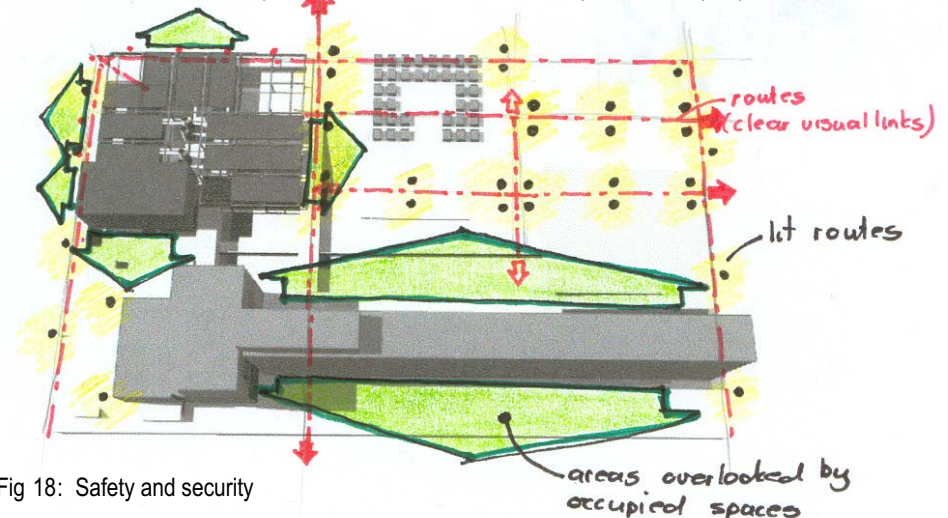 routes
(clear visual links)
lit routes
areas overlooked by
occupied spaces
Fig 18: Safety and security